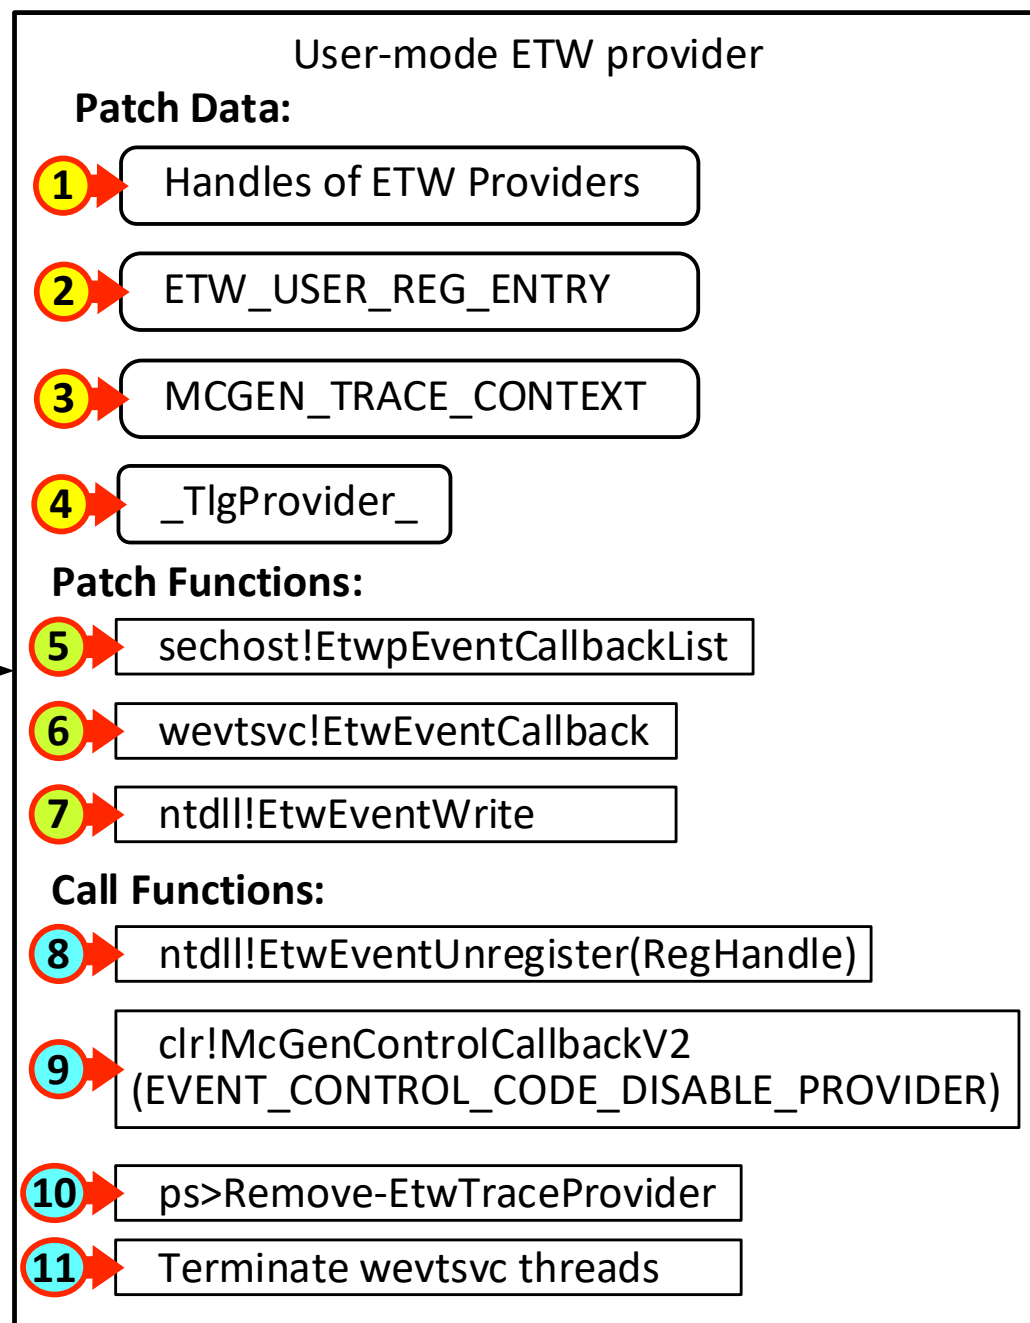 User-mode ETW provider
Patch Data:
1 Handles of ETW Providers
2 ETW_USER_REG_ENTRY
3 MCGEN_TRACE_CONTEXT
4 _TlgProvider_
Patch Functions:
5 sechost!EtwpEventCallbackList
6 wevtsvc!EtwEventCallback
7 ntdll!EtwEventWrite
Call Functions:
8 ntdll!EtwEventUnregister(RegHandle)
9 clr!McGenControlCallbackV2
(EVENT_CONTROL_CODE_DISABLE_PROVIDER)
10 ps>Remove-EtwTraceProvider
11 Terminate wevtsvc threads